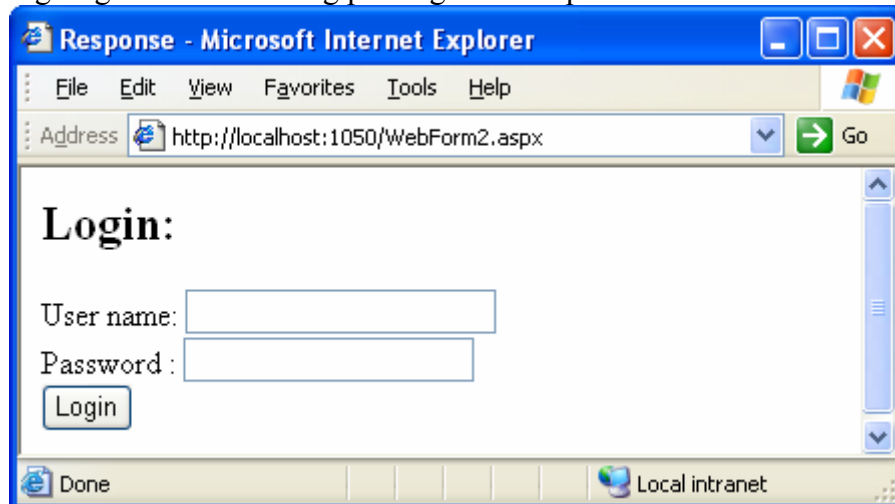 Response - Microsoft Internet Explorer
File Edit View Favorites Tools Help
Address http://localhost:1050/WebForm2.aspx Go
Login:
User name:
Password :
Login
Done Local intranet